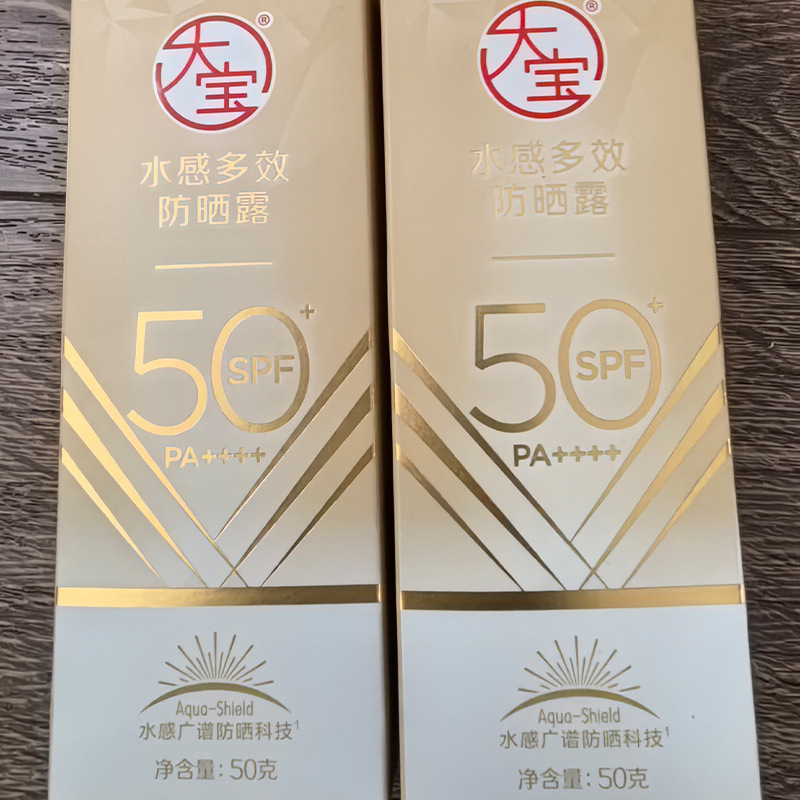 大宝®
水感多效
防晒露
50+
SPF
PA++++
Aqua-Shield
水感广谱防晒科技1
净含量：50克
大宝®
水感多效
防晒露
50+
SPF
PA++++
Aqua-Shield
水感广谱防晒科技1
净含量：50克